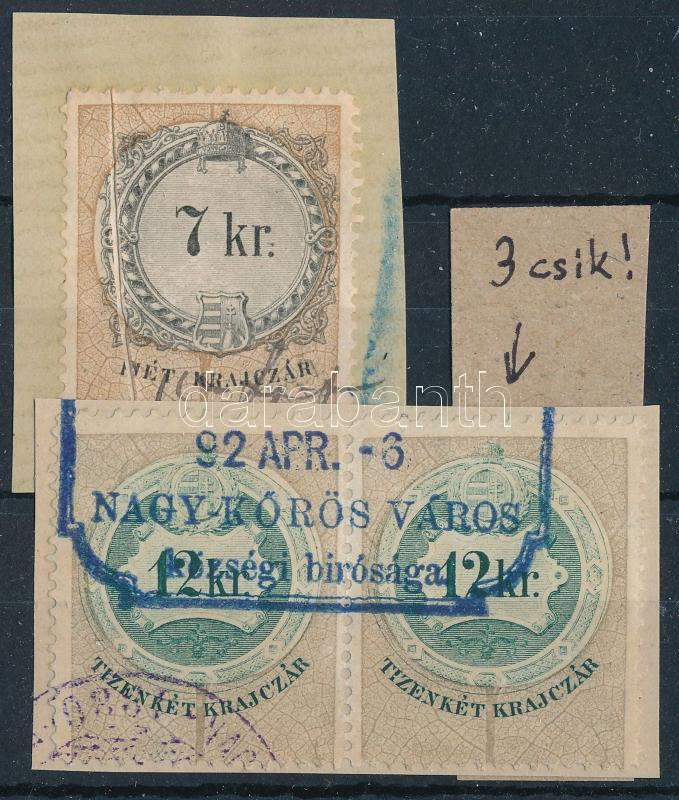 7 kr.
HÉT KRAJCZÁR
3 csik!
darabanth
92 APR. -6
NAGY-KŐRÖS VÁROS
községi birósága
12 kr. 12 kr.
TIZENKÉT KRAJCZÁR TIZENKÉT KRAJCZÁR